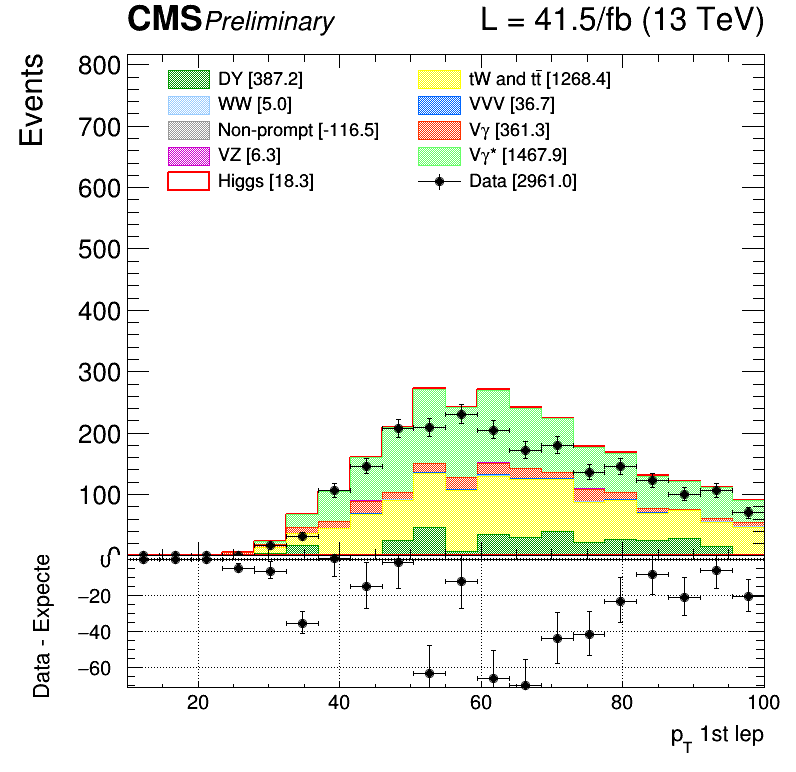 CMS Preliminary L = 41.5/fb (13 TeV)
Events
800
700
600
500
400
300
200
100
0
DY [387.2]
WW [5.0]
Non-prompt [-116.5]
VZ [6.3]
Higgs [18.3]
tW and tt̄ [1268.4]
VVV [36.7]
Vγ [361.3]
Vγ* [1467.9]
Data [2961.0]
Data - Expecte
0
−20
−40
−60
20 40 60 80 100
p_T 1st lep